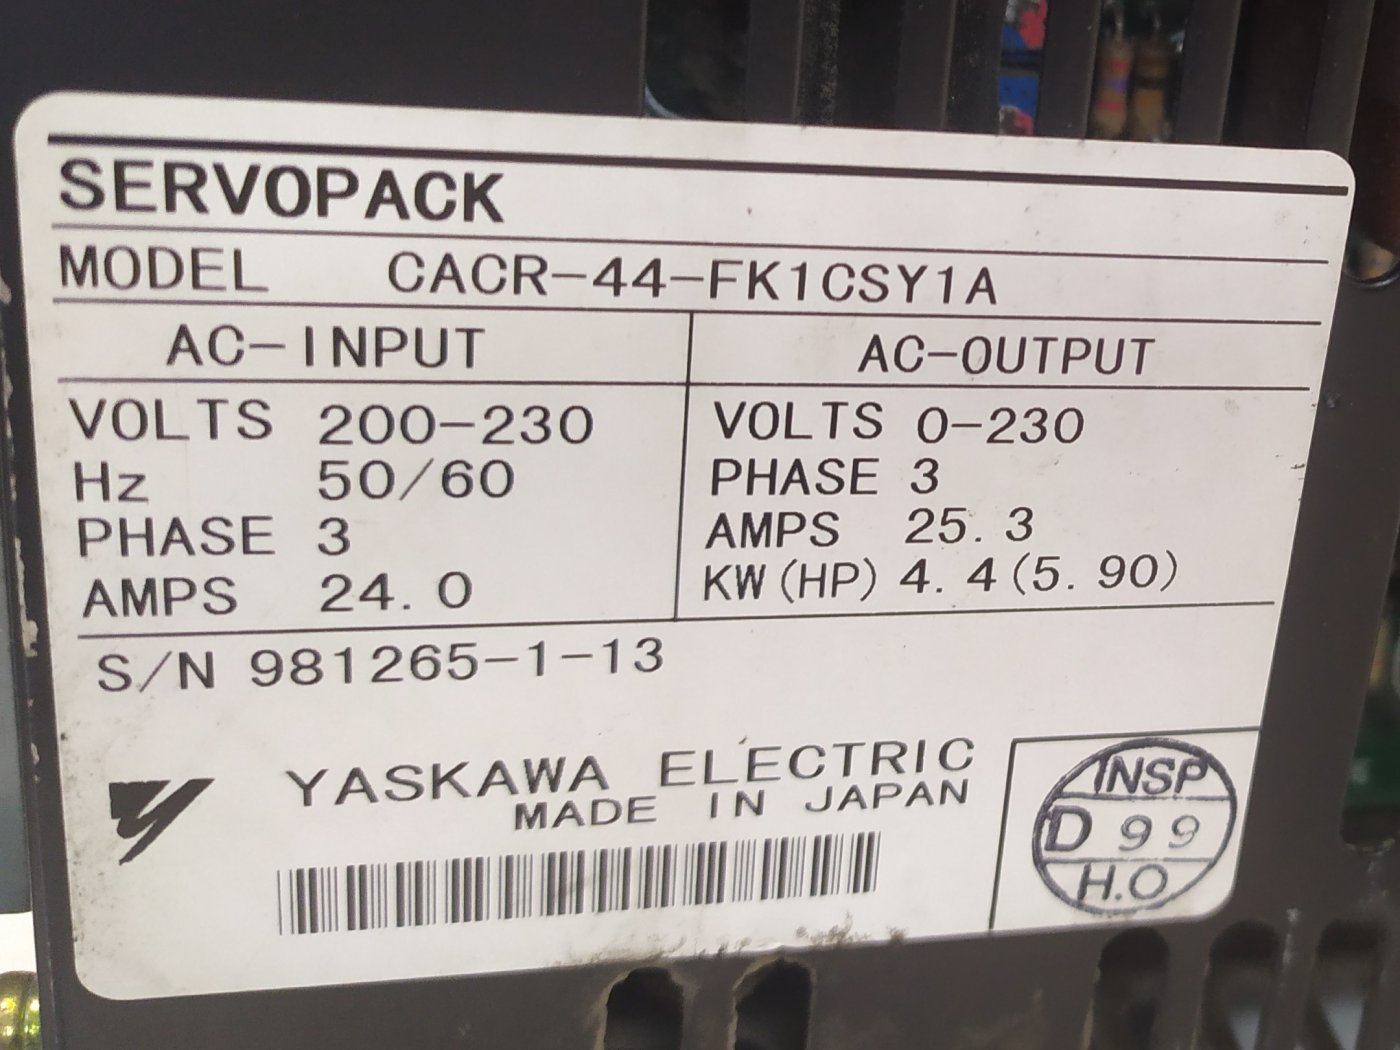 SERVOPACK
MODEL CACR-44-FK1CSY1A
AC-INPUT AC-OUTPUT
VOLTS 200-230 VOLTS 0-230
Hz 50/60 PHASE 3
PHASE 3 AMPS 25.3
AMPS 24.0 KW(HP) 4.4(5.90)
S/N 981265-1-13
YASKAWA ELECTRIC
MADE IN JAPAN
INSP
D 99
H.O